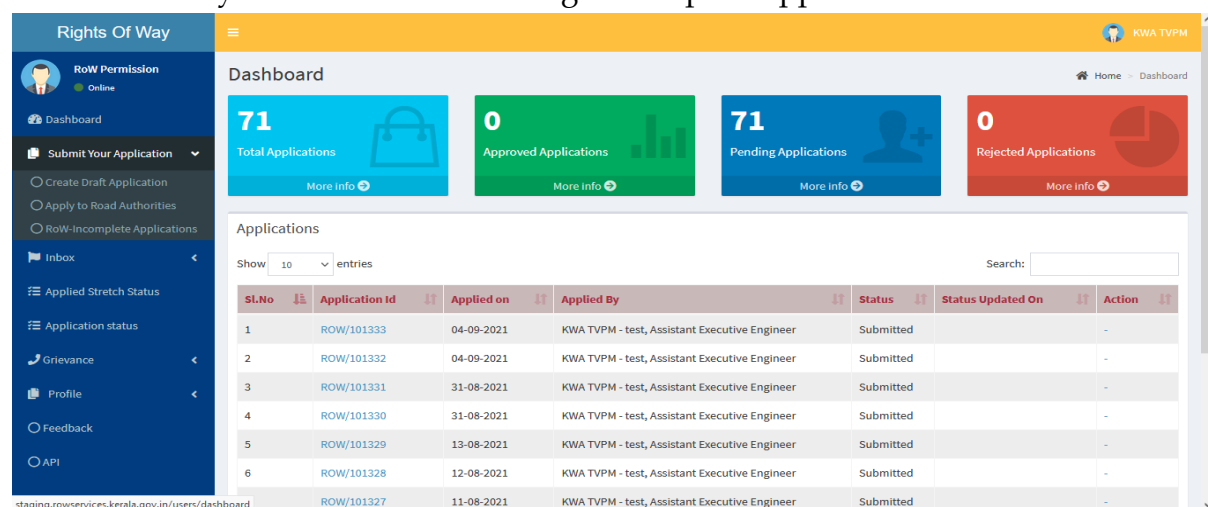 Rights Of Way
KWA TVPM
RoW Permission
Online
Dashboard
Submit Your Application
Create Draft Application
Apply to Road Authorities
RoW-Incomplete Applications
Inbox
Applied Stretch Status
Application status
Grievance
Profile
Feedback
API
staging.rowservices.kerala.gov.in/users/dashboard
Dashboard
Home > Dashboard
71
Total Applications
More info
0
Approved Applications
More info
71
Pending Applications
More info
0
Rejected Applications
More info
Applications
Show 10 entries
Search:
Sl.No Application Id Applied on Applied By Status Status Updated On Action
1 ROW/101333 04-09-2021 KWA TVPM - test, Assistant Executive Engineer Submitted -
2 ROW/101332 04-09-2021 KWA TVPM - test, Assistant Executive Engineer Submitted -
3 ROW/101331 31-08-2021 KWA TVPM - test, Assistant Executive Engineer Submitted -
4 ROW/101330 31-08-2021 KWA TVPM - test, Assistant Executive Engineer Submitted -
5 ROW/101329 13-08-2021 KWA TVPM - test, Assistant Executive Engineer Submitted -
6 ROW/101328 12-08-2021 KWA TVPM - test, Assistant Executive Engineer Submitted -
ROW/101327 11-08-2021 KWA TVPM - test, Assistant Executive Engineer Submitted -